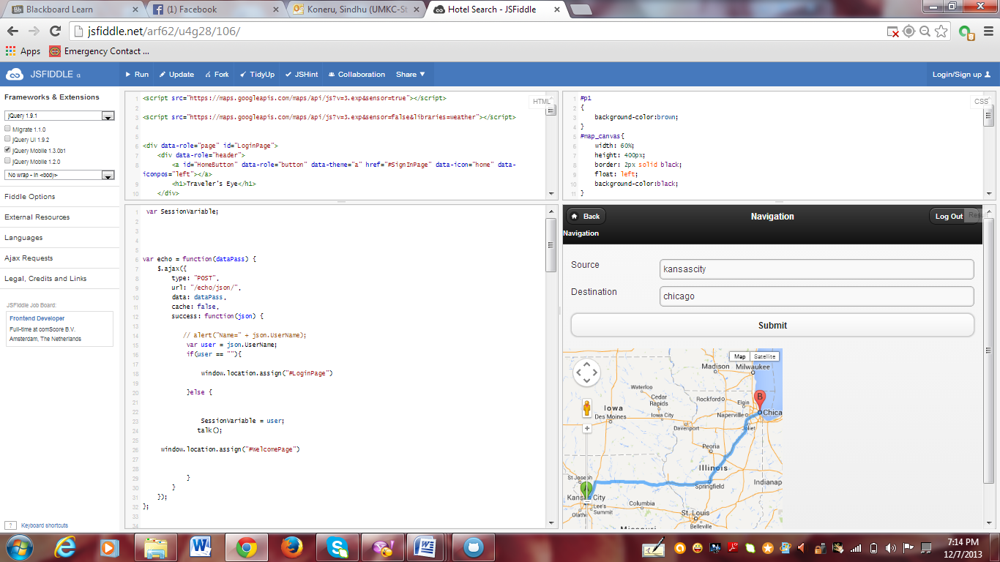 Blackboard Learn
(1) Facebook
Koneru, Sindhu (UMKC-St
Hotel Search - JSFiddle
jsfiddle.net/arf62/u4g28/106/
Apps
Emergency Contact ...
JSFIDDLE α
Run
Update
Fork
TidyUp
JSHint
Collaboration
Share
Login/Sign up
Frameworks & Extensions
jQuery 1.9.1
Migrate 1.1.0
jQuery UI 1.9.2
jQuery Mobile 1.3.0b1
jQuery Mobile 1.2.0
No wrap - in <body>
Fiddle Options
External Resources
Languages
Ajax Requests
Legal, Credits and Links
JSFiddle Job Board:
Frontend Developer
Full-time at comScore B.V.
Amsterdam, The Netherlands
? Keyboard shortcuts
HTML
1 <script src="https://maps.googleapis.com/maps/api/js?v=3.exp&sensor=true"></script>
2
3 <script src="https://maps.googleapis.com/maps/api/js?v=3.exp&sensor=false&libraries=weather"></script>
4
5
6 <div data-role="page" id="LoginPage">
7 <div data-role="header">
8 <a id="HomeButton" data-role="button" data-theme="a" href="#SignInPage" data-icon="home" data-
iconpos="left"></a>
9 <h1>Traveler's Eye</h1>
10 </div>
CSS
1 #p1
2 {
3 background-color:brown;
4 }
5 #map_canvas{
6 width: 60%;
7 height: 400px;
8 border: 2px solid black;
9 float: left;
10 background-color:black;
11 }
1 var SessionVariable;
2
3
4
5
6 var echo = function(dataPass) {
7 $.ajax({
8 type: "POST",
9 url: "/echo/json/",
10 data: dataPass,
11 cache: false,
12 success: function(json) {
13
14 // alert("Name=" + json.UserName);
15 var user = json.UserName;
16 if(user == ""){
17
18 window.location.assign("#LoginPage")
19
20 }else {
21
22
23 SessionVariable = user;
24 talk();
25
26 window.location.assign("#WelcomePage")
27
28
29 }
30 }
31 });
32 };
33
34
Back
Navigation
Log Out
Navigation
Source
kansascity
Destination
chicago
Submit
Map
Satellite
Madison
Milwaukee
Waterloo
Cedar
Rapids
Rockford
Elgin
B
Iowa
Des Moines
Iowa City
Naperville
Chica
Davenport
Joliet
Peoria
Illinois
St Joseph
Springfield
Indianap
Kansas City
Lee's
Summit
Olathe
Columbia
St. Louis
Belleville
Missouri
7:14 PM
12/7/2013